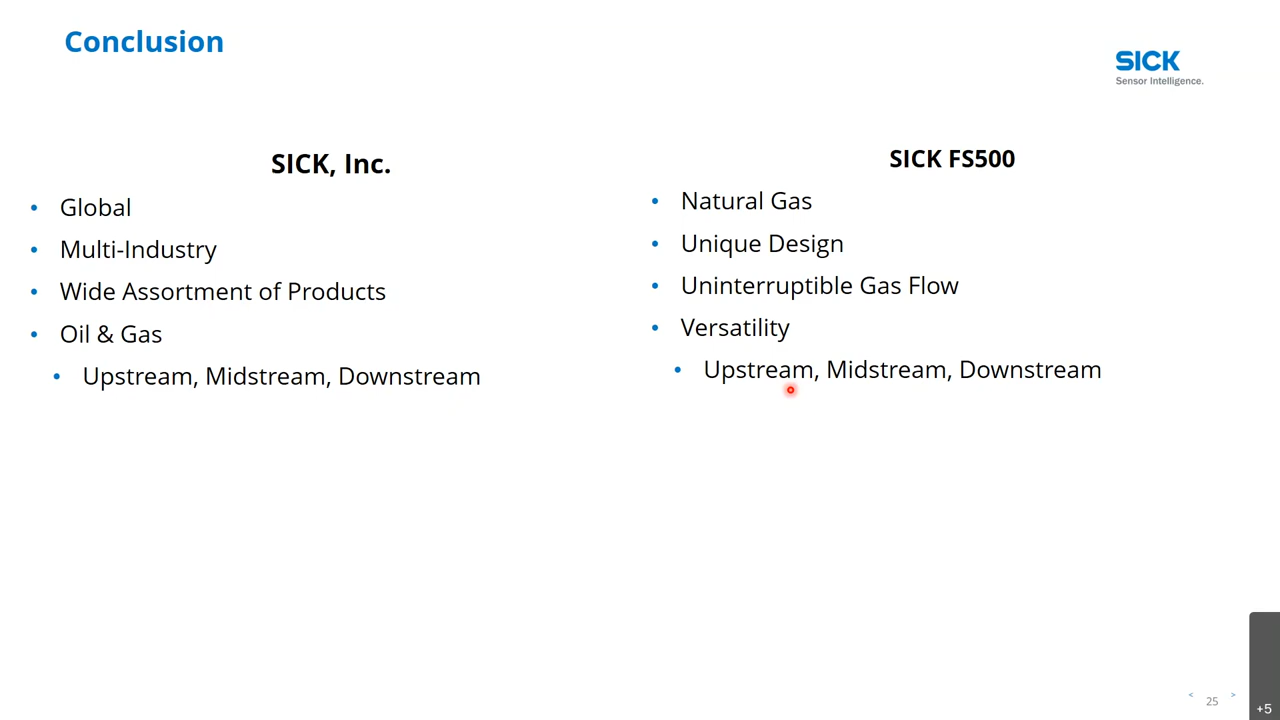 Conclusion
SICK
Sensor Intelligence.
SICK, Inc.
• Global
• Multi-Industry
• Wide Assortment of Products
• Oil & Gas
• Upstream, Midstream, Downstream
SICK FS500
• Natural Gas
• Unique Design
• Uninterruptible Gas Flow
• Versatility
• Upstream, Midstream, Downstream
< 25 >
+5